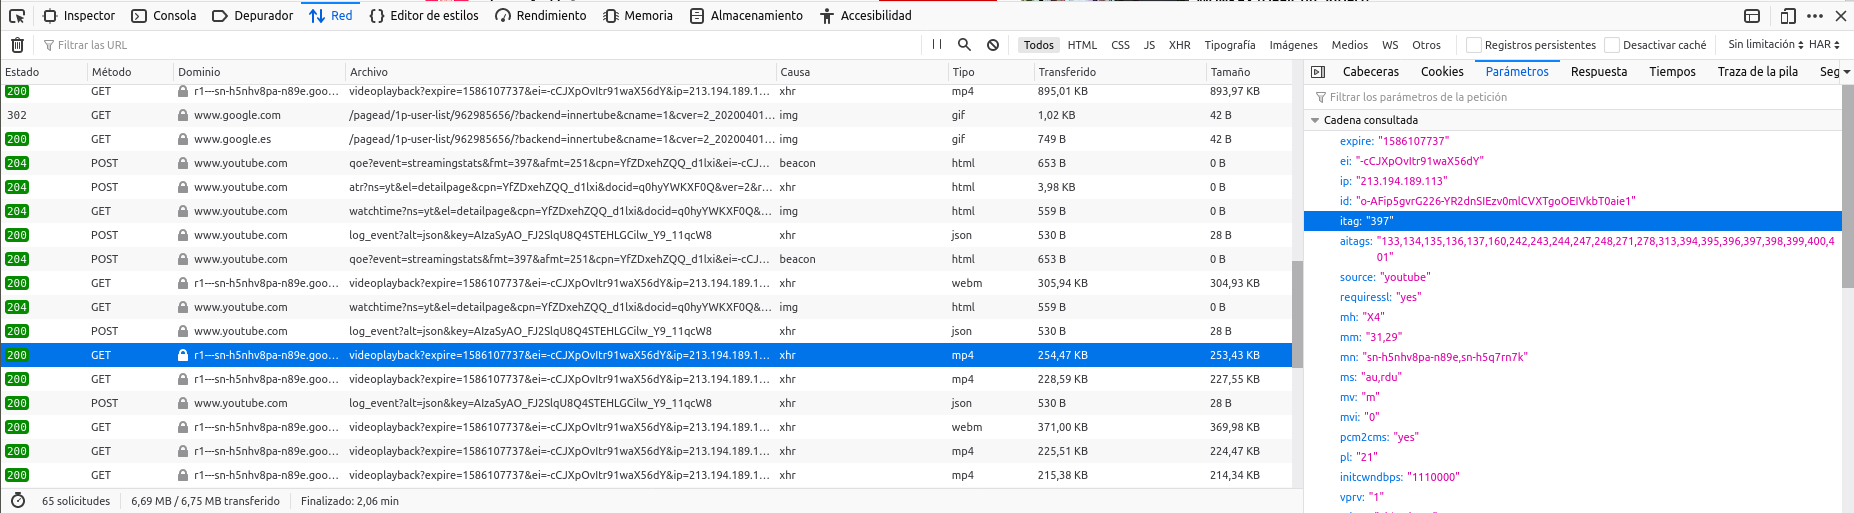 Inspector Consola Depurador Red Editor de estilos Rendimiento Memoria Almacenamiento Accesibilidad
Filtrar las URL Todos HTML CSS JS XHR Tipografía Imágenes Medios WS Otros Registros persistentes Desactivar caché Sin limitación HAR
Estado Método Dominio Archivo Causa Tipo Transferido Tamaño
200 GET r1---sn-h5nhv8pa-n89e.goo... videoplayback?expire=1586107737&ei=-cCJXpOvItr91waX56dY&ip=213.194.189.1... xhr mp4 895,01 KB 893,97 KB
302 GET www.google.com /pagead/1p-user-list/962985656/?backend=innertube&cname=1&cver=2_20200401... img gif 1,02 KB 42 B
200 GET www.google.es /pagead/1p-user-list/962985656/?backend=innertube&cname=1&cver=2_20200401... img gif 749 B 42 B
204 POST www.youtube.com qoe?event=streamingstats&fmt=397&afmt=251&cpn=YfZDxehZQQ_d1lxi&ei=-cCJ... beacon html 653 B 0 B
204 POST www.youtube.com atr?ns=yt&el=detailpage&cpn=YfZDxehZQQ_d1lxi&docid=q0hyYWKXF0Q&ver=2&r... xhr html 3,98 KB 0 B
204 GET www.youtube.com watchtime?ns=yt&el=detailpage&cpn=YfZDxehZQQ_d1lxi&docid=q0hyYWKXF0Q&... img html 559 B 0 B
200 POST www.youtube.com log_event?alt=json&key=AIzaSyAO_FJ2SlqU8Q4STEHLGCilw_Y9_11qcW8 xhr json 530 B 28 B
204 POST www.youtube.com qoe?event=streamingstats&fmt=397&afmt=251&cpn=YfZDxehZQQ_d1lxi&ei=-cCJ... beacon html 653 B 0 B
200 GET r1---sn-h5nhv8pa-n89e.goo... videoplayback?expire=1586107737&ei=-cCJXpOvItr91waX56dY&ip=213.194.189.1... xhr webm 305,94 KB 304,93 KB
204 GET www.youtube.com watchtime?ns=yt&el=detailpage&cpn=YfZDxehZQQ_d1lxi&docid=q0hyYWKXF0Q&... img html 559 B 0 B
200 POST www.youtube.com log_event?alt=json&key=AIzaSyAO_FJ2SlqU8Q4STEHLGCilw_Y9_11qcW8 xhr json 530 B 28 B
200 GET r1---sn-h5nhv8pa-n89e.goo... videoplayback?expire=1586107737&ei=-cCJXpOvItr91waX56dY&ip=213.194.189.1... xhr mp4 254,47 KB 253,43 KB
200 GET r1---sn-h5nhv8pa-n89e.goo... videoplayback?expire=1586107737&ei=-cCJXpOvItr91waX56dY&ip=213.194.189.1... xhr mp4 228,59 KB 227,55 KB
200 POST www.youtube.com log_event?alt=json&key=AIzaSyAO_FJ2SlqU8Q4STEHLGCilw_Y9_11qcW8 xhr json 530 B 28 B
200 GET r1---sn-h5nhv8pa-n89e.goo... videoplayback?expire=1586107737&ei=-cCJXpOvItr91waX56dY&ip=213.194.189.1... xhr webm 371,00 KB 369,98 KB
200 GET r1---sn-h5nhv8pa-n89e.goo... videoplayback?expire=1586107737&ei=-cCJXpOvItr91waX56dY&ip=213.194.189.1... xhr mp4 225,51 KB 224,47 KB
200 GET r1---sn-h5nhv8pa-n89e.goo... videoplayback?expire=1586107737&ei=-cCJXpOvItr91waX56dY&ip=213.194.189.1... xhr mp4 215,38 KB 214,34 KB
65 solicitudes 6,69 MB / 6,75 MB transferido Finalizado: 2,06 min
Cabeceras Cookies Parámetros Respuesta Tiempos Traza de la pila Seg
Filtrar los parámetros de la petición
Cadena consultada
expire: "1586107737"
ei: "-cCJXpOvItr91waX56dY"
ip: "213.194.189.113"
id: "o-AFip5gvrG226-YR2dnSIEzv0mlCVXTgoOEIVkbT0aie1"
itag: "397"
aitags: "133,134,135,136,137,160,242,243,244,247,248,271,278,313,394,395,396,397,398,399,400,4
01"
source: "youtube"
requiressl: "yes"
mh: "X4"
mm: "31,29"
mn: "sn-h5nhv8pa-n89e,sn-h5q7rn7k"
ms: "au,rdu"
mv: "m"
mvi: "0"
pcm2cms: "yes"
pl: "21"
initcwndbps: "1110000"
vprv: "1"